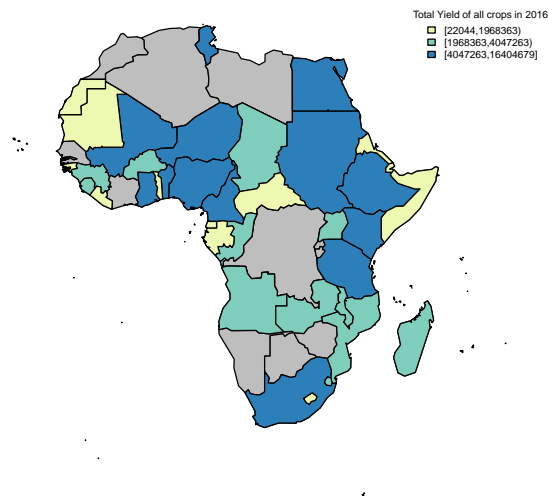 Total Yield of all crops in 2016
[22044,1968363)
[1968363,4047263)
[4047263,16404679]